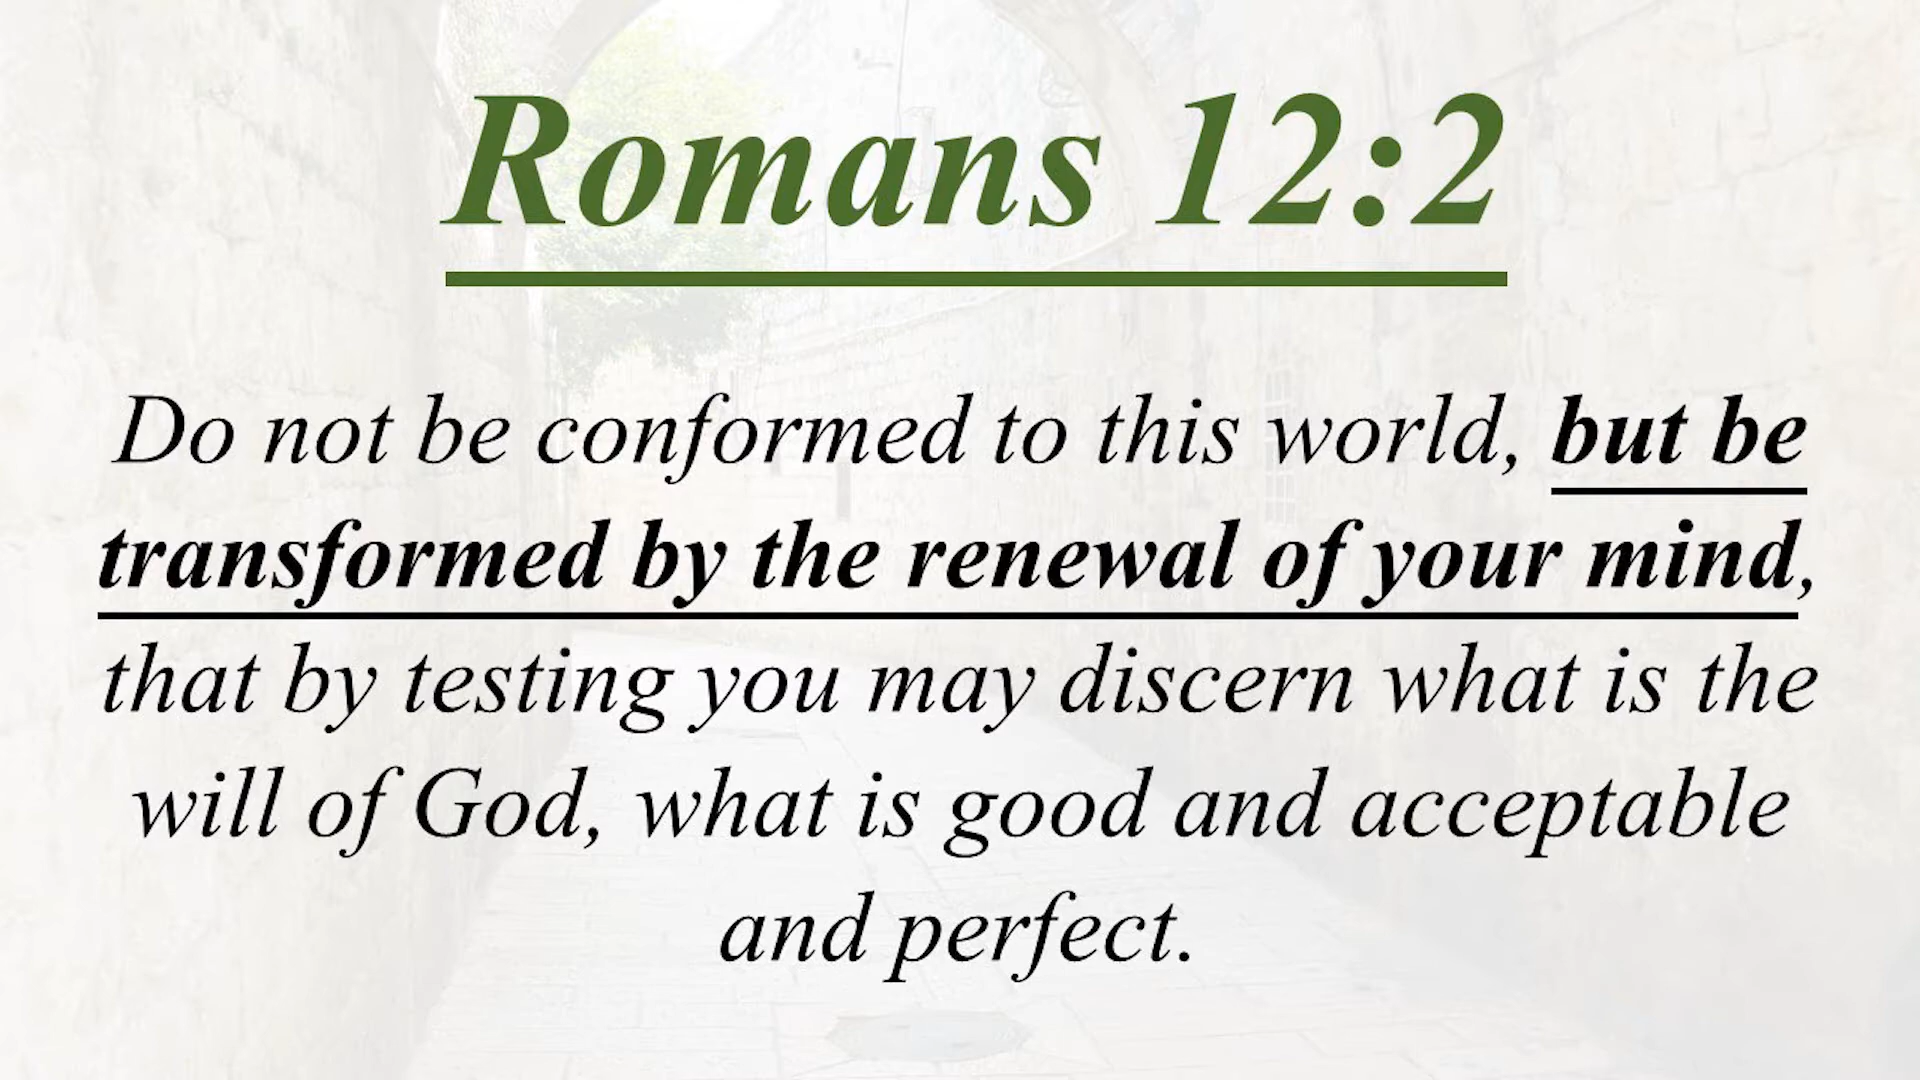 Romans 12:2
Do not be conformed to this world, but be
transformed by the renewal of your mind,
that by testing you may discern what is the
will of God, what is good and acceptable
and perfect.